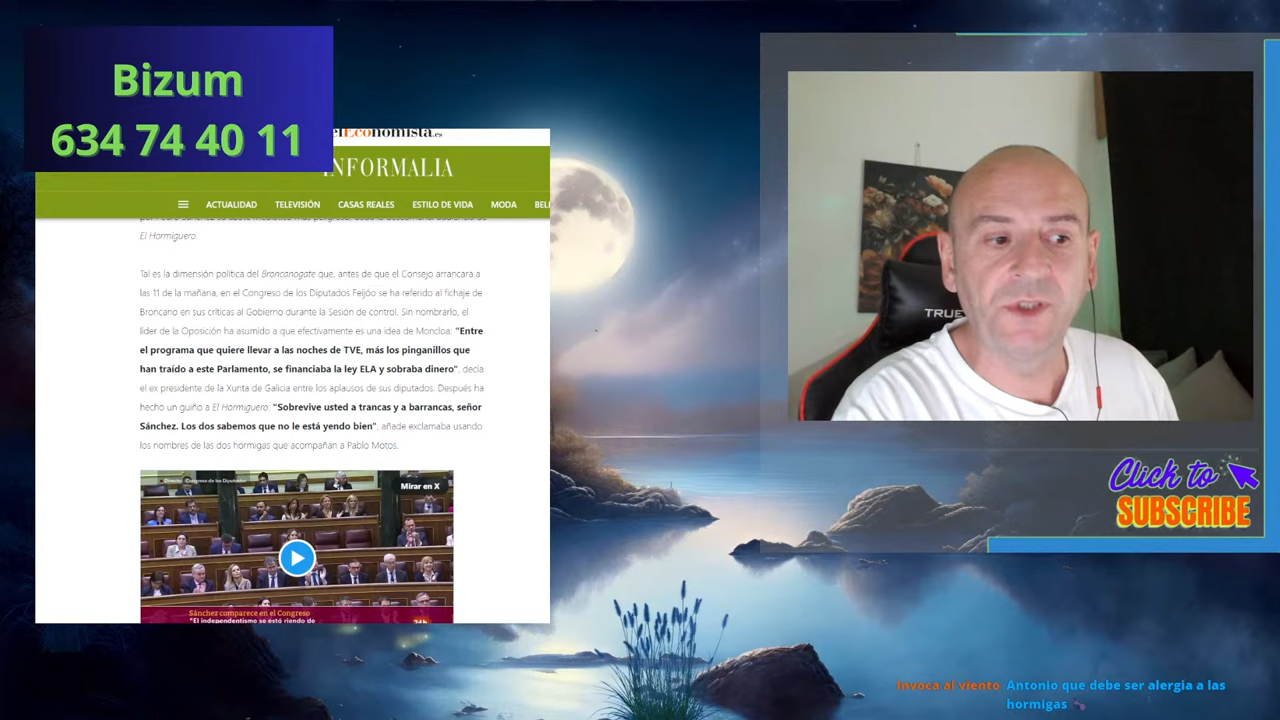 Bizum
634 74 40 11
elEconomista.es
INFORMALIA
ACTUALIDAD TELEVISIÓN CASAS REALES ESTILO DE VIDA MODA BEL
El Hormiguero.
Tal es la dimensión política del Broncanogate que, antes de que el Consejo arrancara a
las 11 de la mañana, en el Congreso de los Diputados Feijóo se ha referido al fichaje de
Broncano en sus críticas al Gobierno durante la Sesión de control. Sin nombrarlo, el
líder de la Oposición ha asumido a que efectivamente es una idea de Moncloa: "Entre
el programa que quiere llevar a las noches de TVE, más los pinganillos que
han traído a este Parlamento, se financiaba la ley ELA y sobraba dinero", decía
el ex presidente de la Xunta de Galicia entre los aplausos de sus diputados. Después ha
hecho un guiño a El Hormiguero: "Sobrevive usted a trancas y a barrancas, señor
Sánchez. Los dos sabemos que no le está yendo bien", añade exclamaba usando
los nombres de las dos hormigas que acompañan a Pablo Motos.
Mirar en X
Sánchez comparece en el Congreso
"El independentismo se está riendo de
24h
TRUE
Click to
SUBSCRIBE
Invoca al viento Antonio que debe ser alergia a las
hormigas